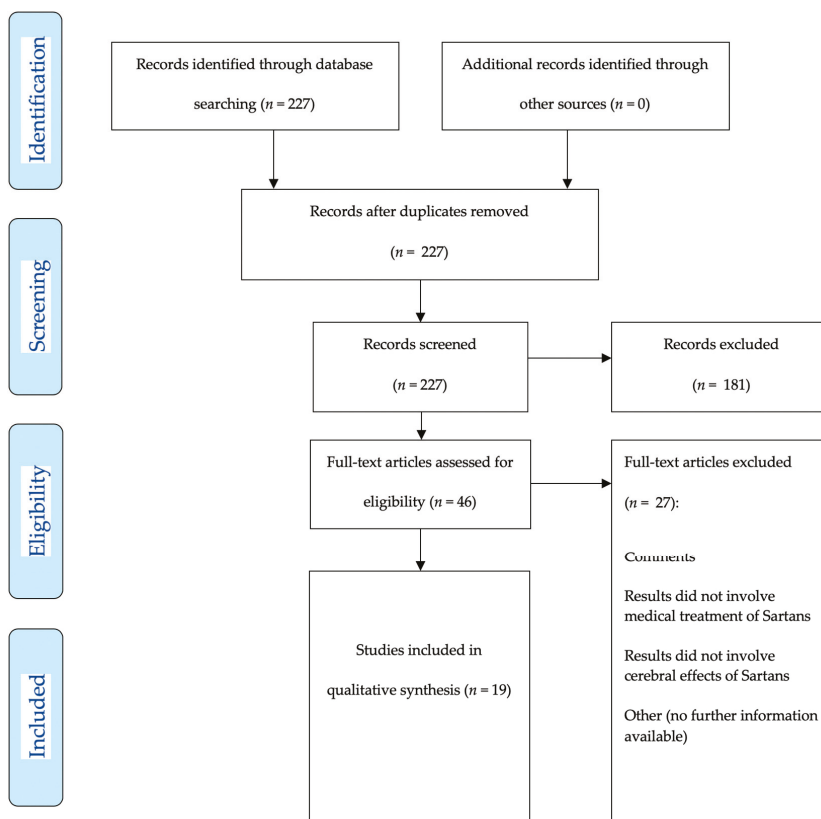 Identification
Records identified through database
searching (n = 227)
Additional records identified through
other sources (n = 0)
Records after duplicates removed
(n = 227)
Screening
Records screened
(n = 227)
Records excluded
(n = 181)
Eligibility
Full-text articles assessed for
eligibility (n = 46)
Full-text articles excluded
(n = 27):
Comments
Results did not involve
medical treatment of Sartans
Results did not involve
cerebral effects of Sartans
Other (no further information
available)
Included
Studies included in
qualitative synthesis (n = 19)